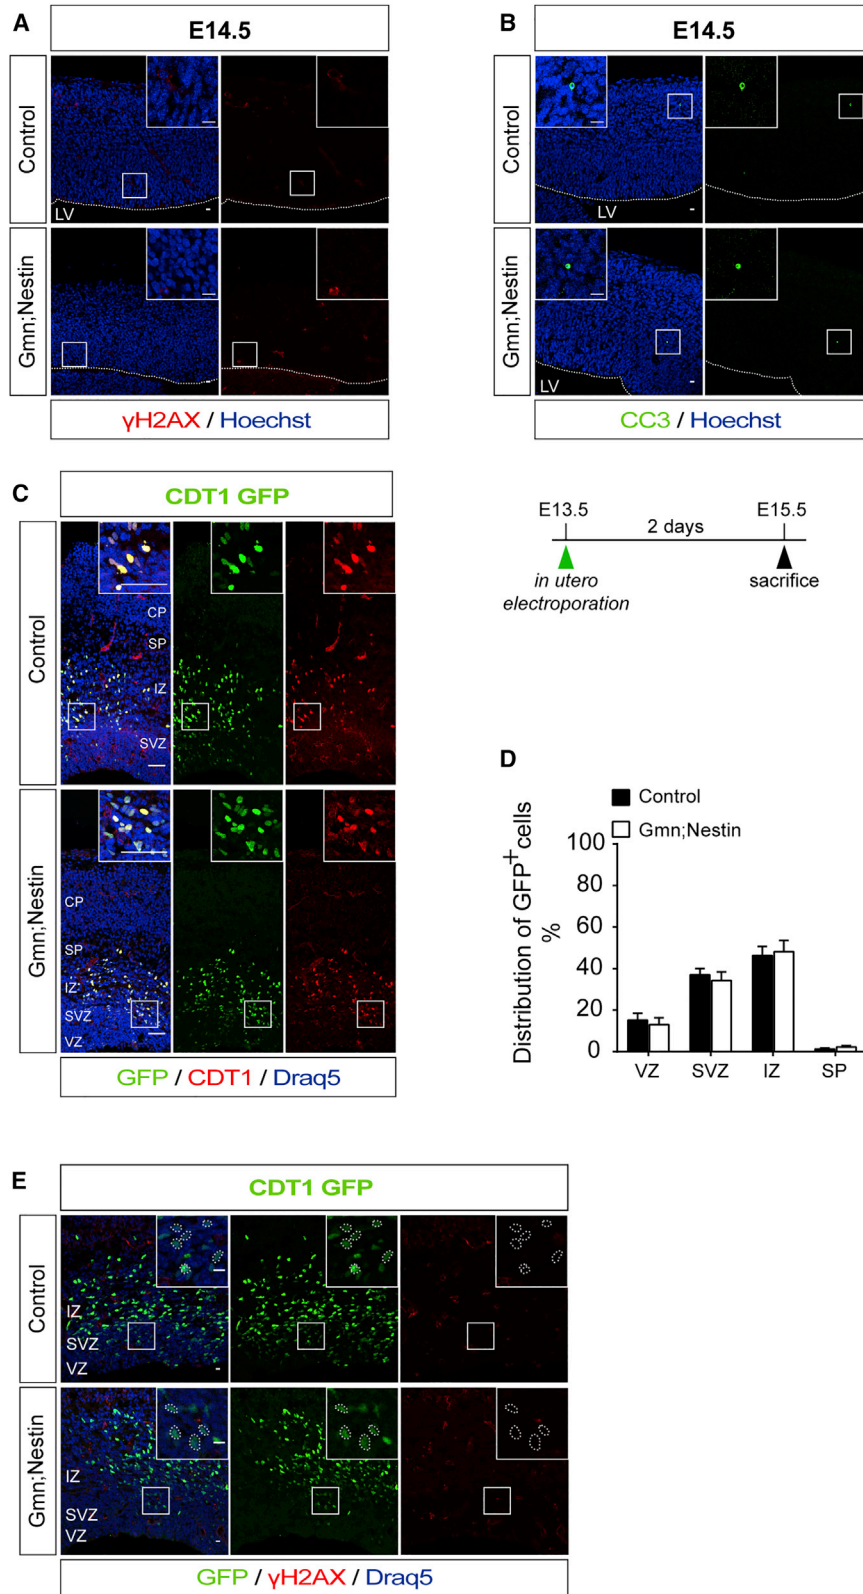 A
E14.5
Control
LV
Gmn;Nestin
γH2AX / Hoechst
B
E14.5
Control
LV
Gmn;Nestin
LV
CC3 / Hoechst
C
CDT1 GFP
Control
CP
SP
IZ
SVZ
Gmn;Nestin
CP
SP
IZ
SVZ
VZ
GFP / CDT1 / Draq5
E13.5
E15.5
2 days
in utero
electroporation
sacrifice
D
Control
Gmn;Nestin
Distribution of GFP+ cells
%
100
80
60
40
20
0
VZ
SVZ
IZ
SP
E
CDT1 GFP
Control
IZ
SVZ
VZ
Gmn;Nestin
IZ
SVZ
VZ
GFP / γH2AX / Draq5